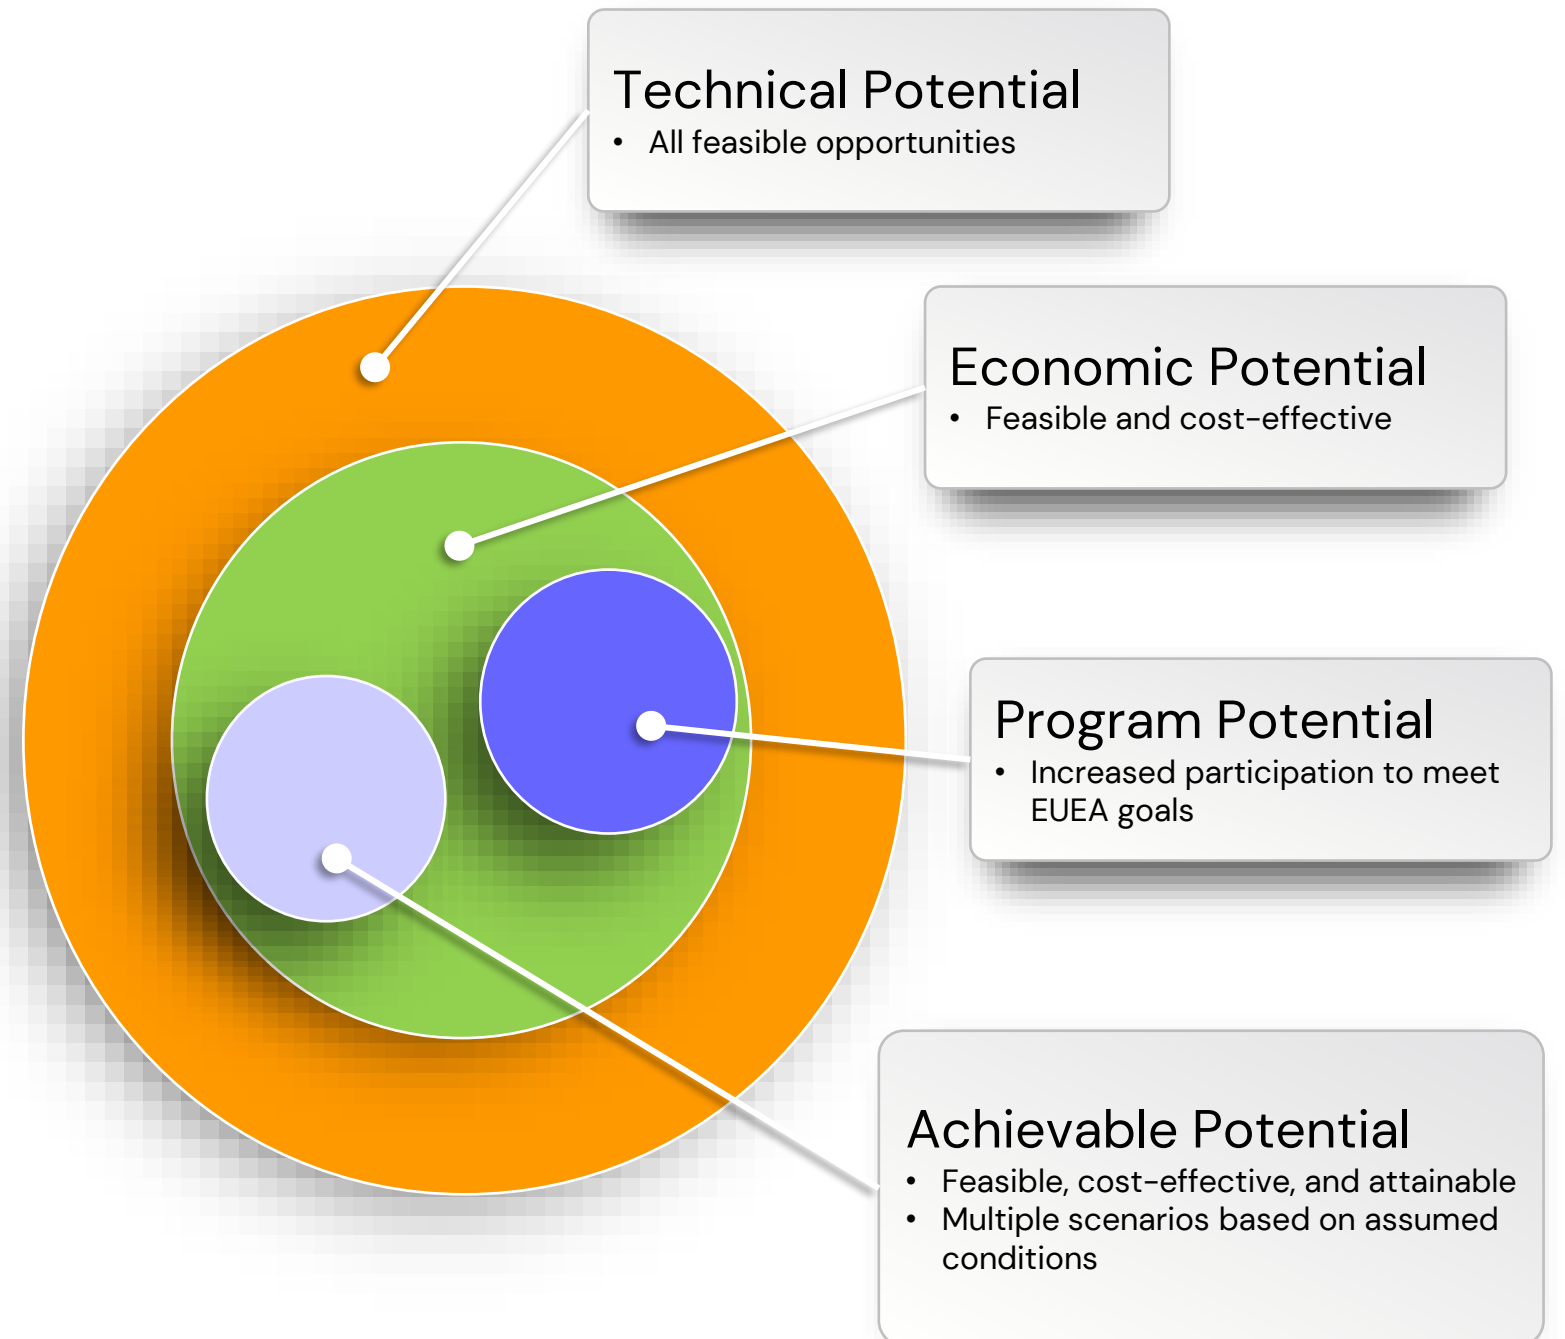 Technical Potential
• All feasible opportunities
Economic Potential
• Feasible and cost-effective
Program Potential
• Increased participation to meet
EUEA goals
Achievable Potential
• Feasible, cost-effective, and attainable
• Multiple scenarios based on assumed
conditions